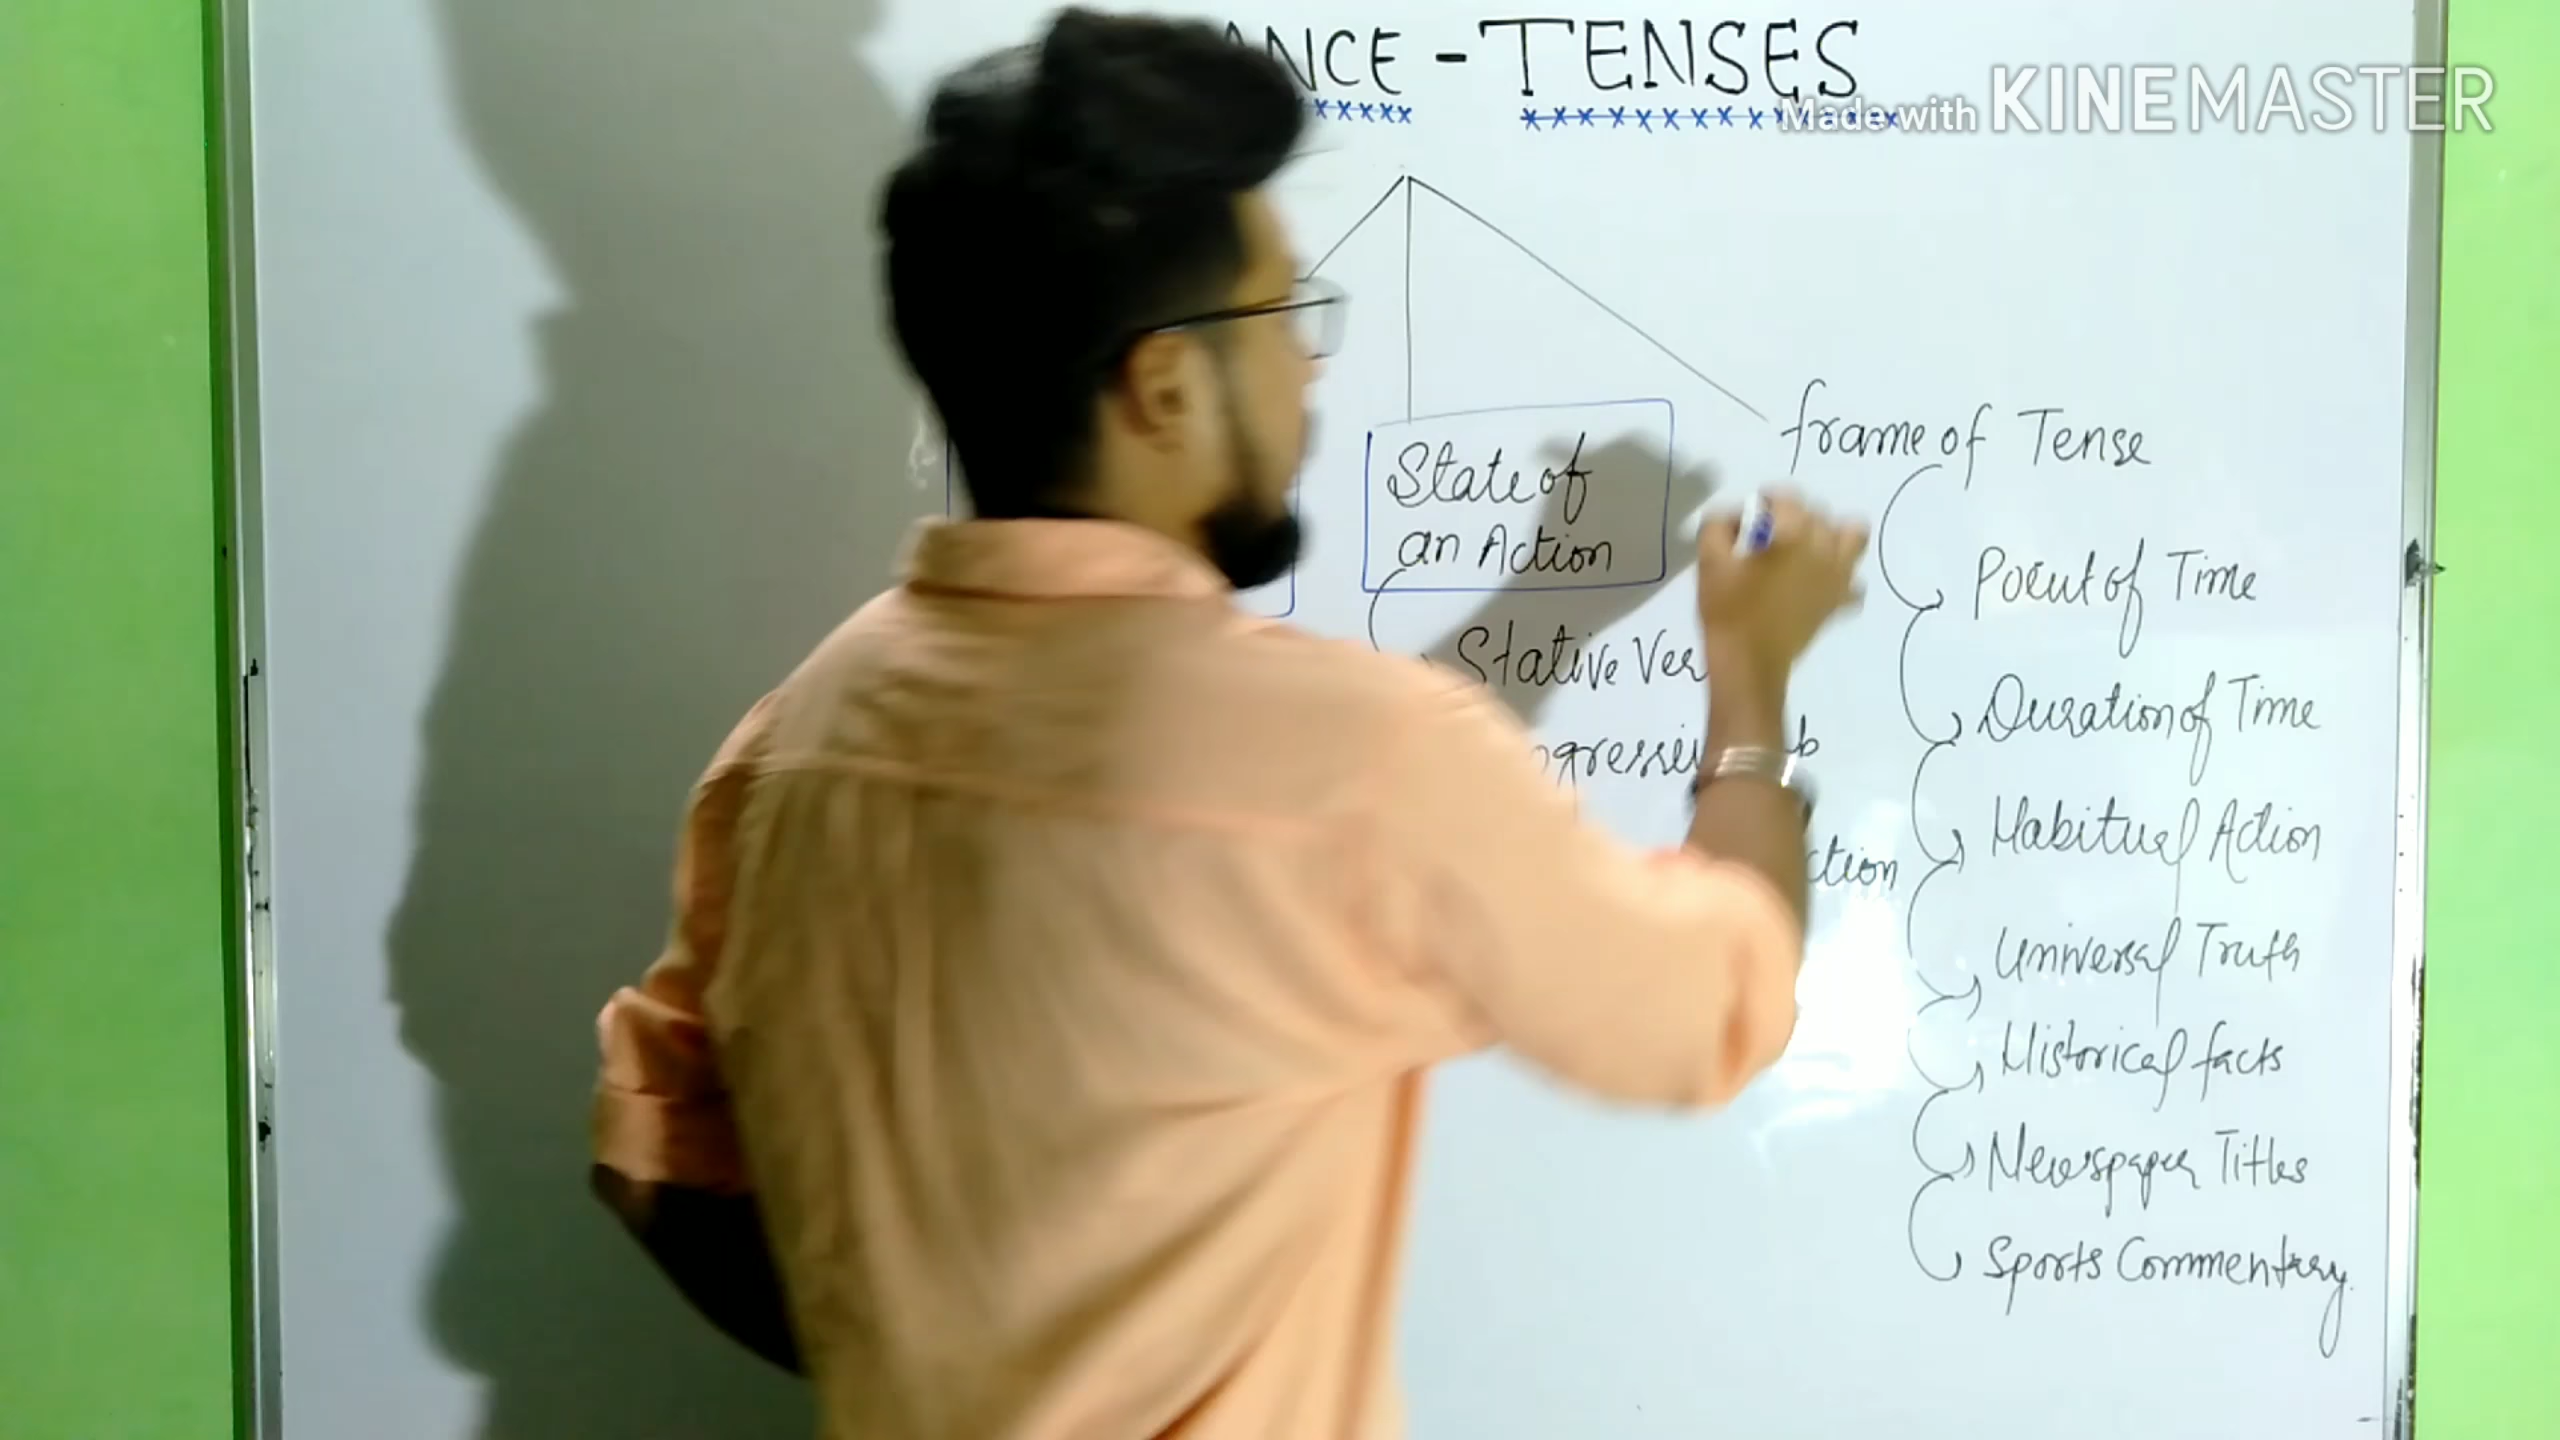 ANCE - TENSES
Made with KINEMASTER
State of
an Action
Stative Ver
gressi b
ction
frame of Tense
Point of Time
Duration of Time
Habitual Action
Universal Truth
Historical facts
Newspaper Titles
Sports Commentary.